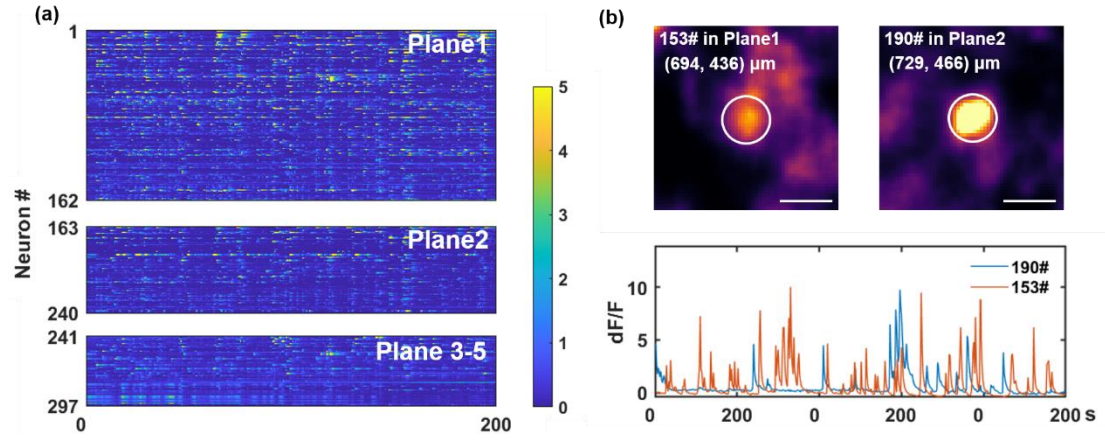 (a)
1
Plane1
162
163
Plane2
240
241
Plane 3-5
297
Neuron #
0
200
5
4
3
2
1
0
(b)
153# in Plane1
(694, 436) μm
190# in Plane2
(729, 466) μm
190#
153#
10
5
0
dF/F
0 200 0 200 0 200 s